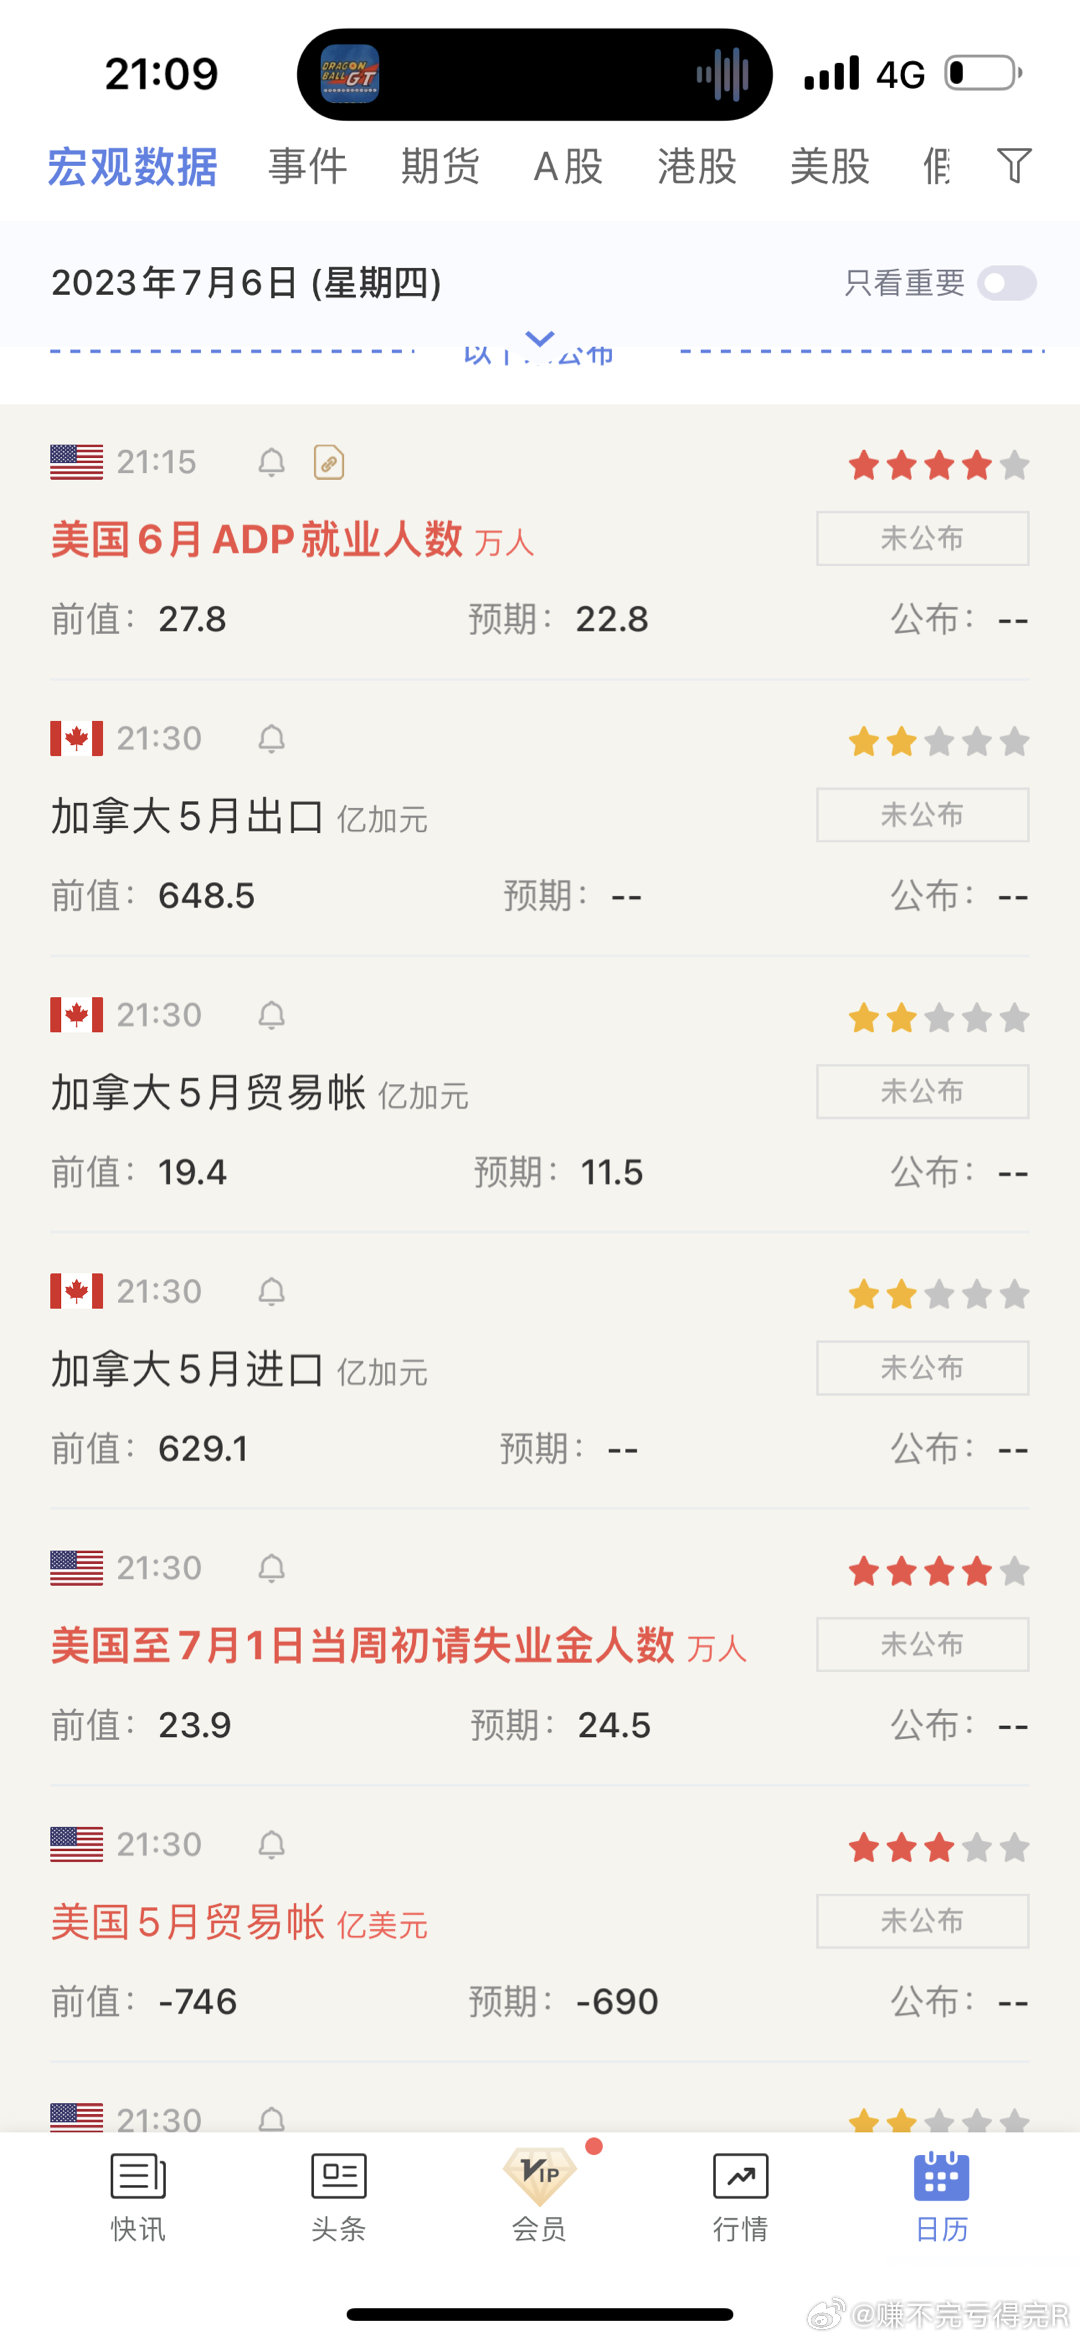 21:09
DRAGON BALL GT
4G
宏观数据 事件 期货 A股 港股 美股
2023年7月6日 (星期四) 只看重要
21:15
美国6月ADP就业人数 万人 未公布
前值: 27.8 预期: 22.8 公布: --
21:30
加拿大5月出口 亿加元 未公布
前值: 648.5 预期: -- 公布: --
21:30
加拿大5月贸易帐 亿加元 未公布
前值: 19.4 预期: 11.5 公布: --
21:30
加拿大5月进口 亿加元 未公布
前值: 629.1 预期: -- 公布: --
21:30
美国至7月1日当周初请失业金人数 万人 未公布
前值: 23.9 预期: 24.5 公布: --
21:30
美国5月贸易帐 亿美元 未公布
前值: -746 预期: -690 公布: --
21:30
VIP
快讯 头条 会员 行情 日历
@赚不完亏得完R